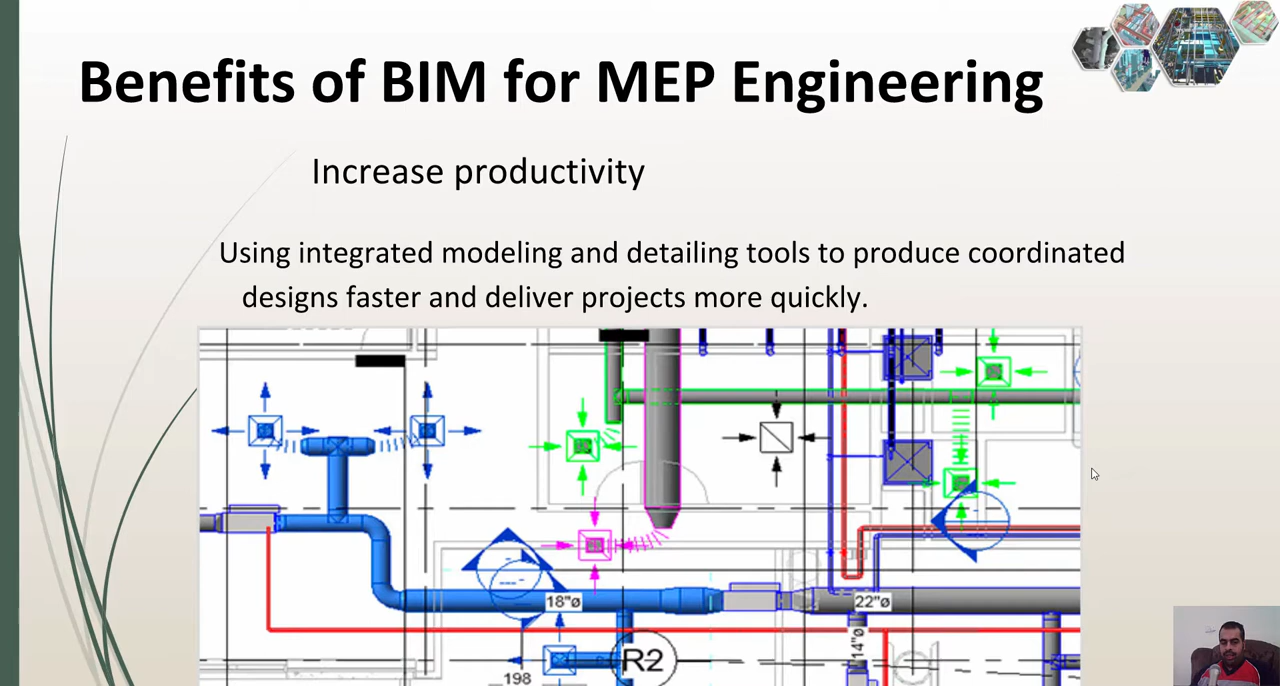 Benefits of BIM for MEP Engineering
Increase productivity
Using integrated modeling and detailing tools to produce coordinated
designs faster and deliver projects more quickly.
18"ø
22"ø
14"ø
R2
198